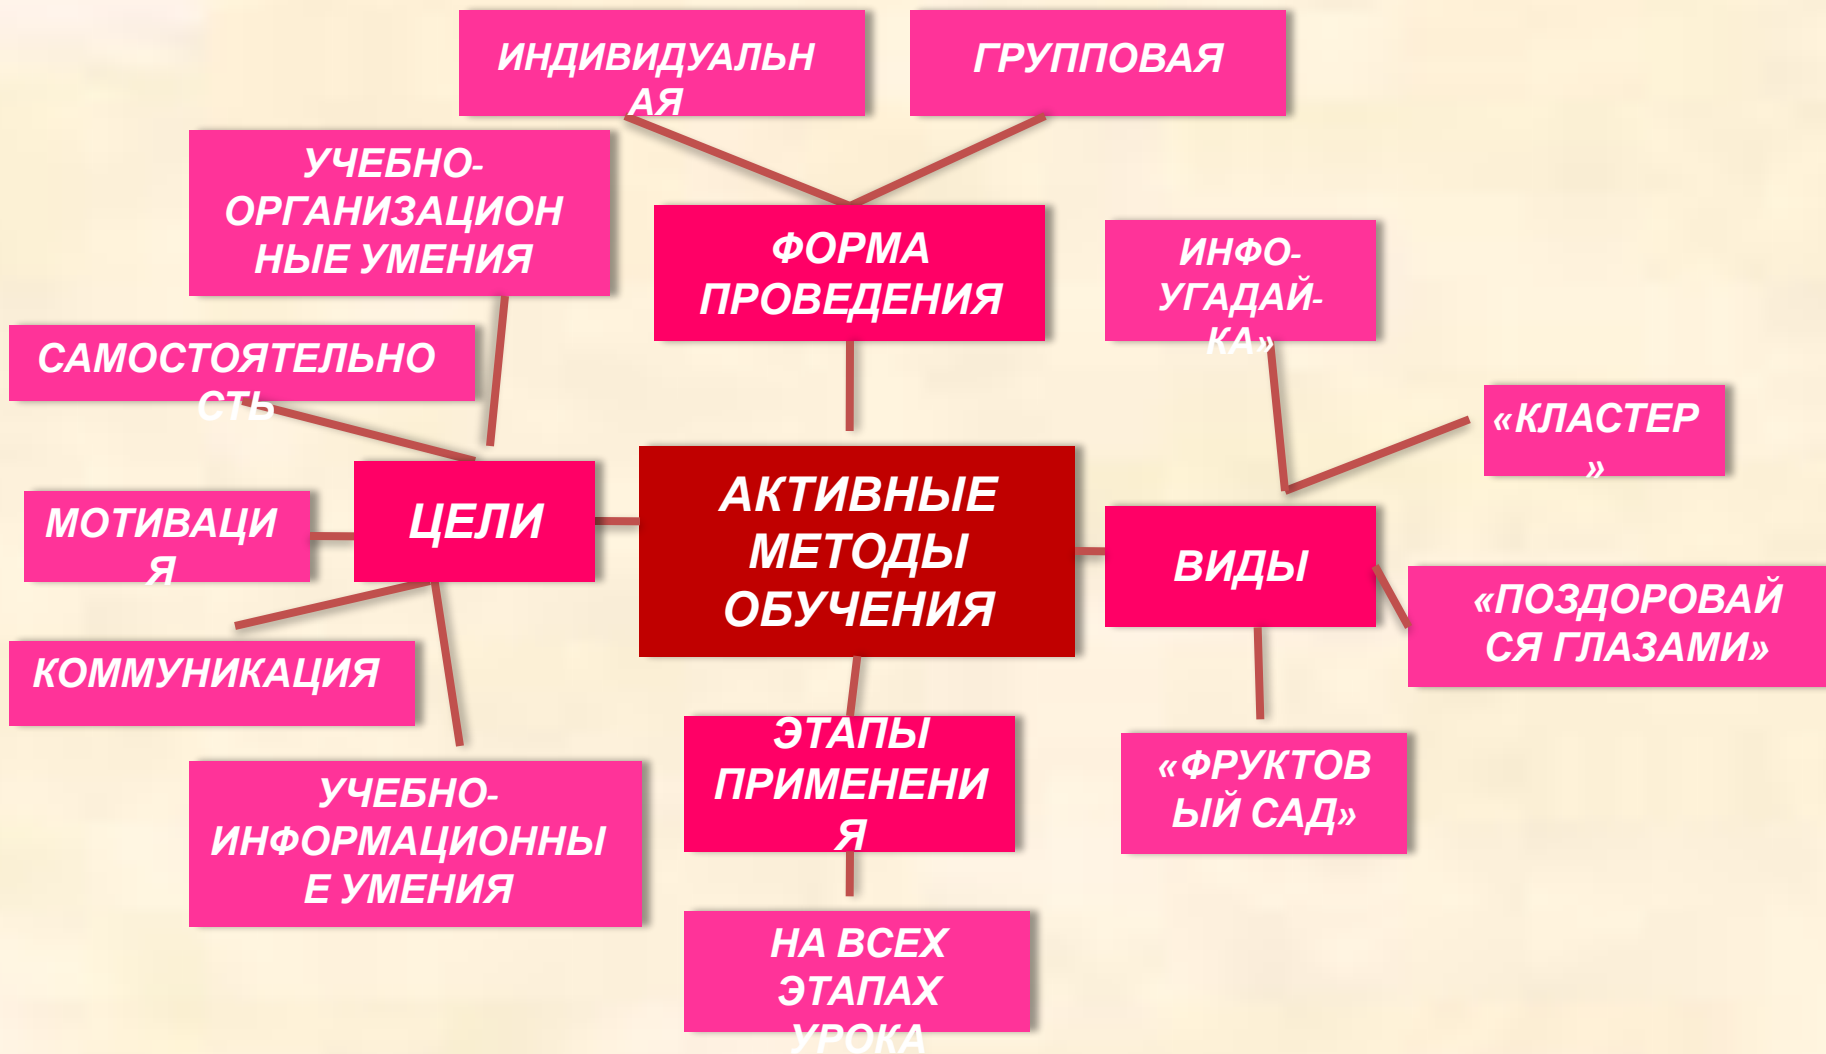 ИНДИВИДУАЛЬН
АЯ
ГРУППОВАЯ
УЧЕБНО-
ОРГАНИЗАЦИОН
НЫЕ УМЕНИЯ
ФОРМА
ПРОВЕДЕНИЯ
ИНФО-
УГАДАЙ-
КА»
САМОСТОЯТЕЛЬНО
СТЬ
«КЛАСТЕР
»
МОТИВАЦИ
Я
ЦЕЛИ
АКТИВНЫЕ
МЕТОДЫ
ОБУЧЕНИЯ
ВИДЫ
«ПОЗДОРОВАЙ
СЯ ГЛАЗАМИ»
КОММУНИКАЦИЯ
ЭТАПЫ
ПРИМЕНЕНИ
Я
«ФРУКТОВ
ЫЙ САД»
УЧЕБНО-
ИНФОРМАЦИОННЫ
Е УМЕНИЯ
НА ВСЕХ
ЭТАПАХ
УРОКА